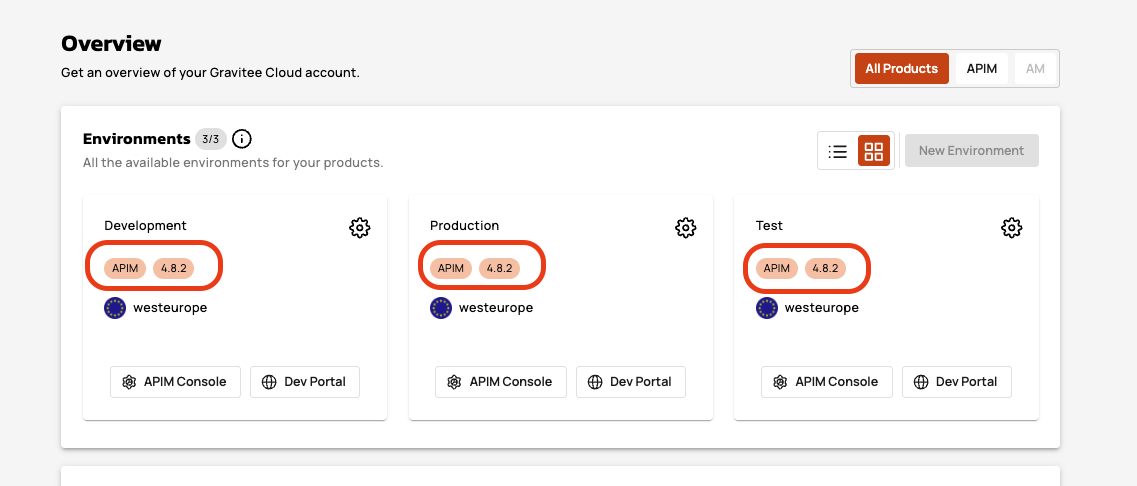 Overview
Get an overview of your Gravitee Cloud account.
All Products APIM AM
Environments 3/3
All the available environments for your products.
New Environment
Development
APIM 4.8.2
westeurope
APIM Console Dev Portal
Production
APIM 4.8.2
westeurope
APIM Console Dev Portal
Test
APIM 4.8.2
westeurope
APIM Console Dev Portal